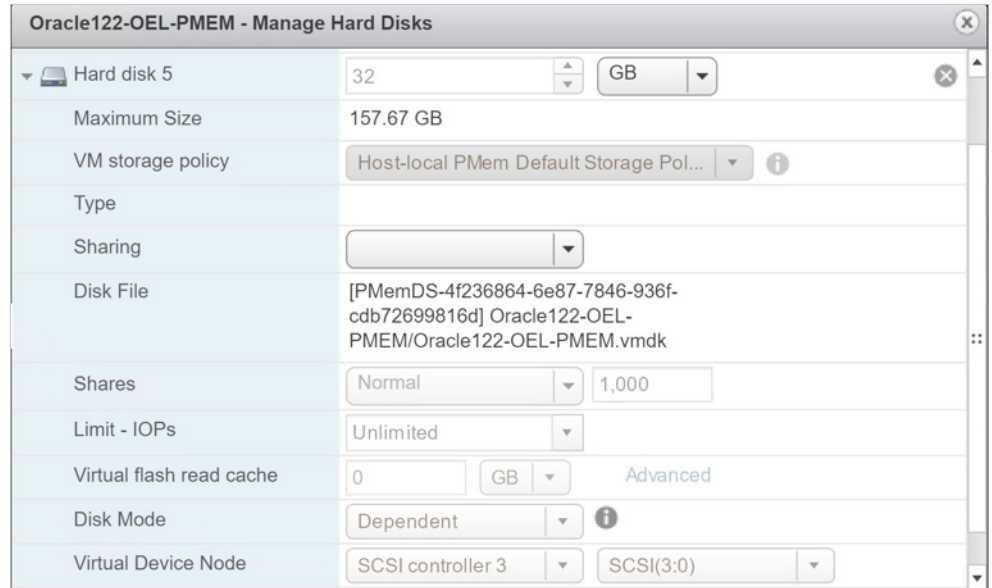 Oracle122-OEL-PMEM - Manage Hard Disks
Hard disk 5 32 GB
Maximum Size 157.67 GB
VM storage policy Host-local PMem Default Storage Pol...
Type
Sharing
Disk File [PMemDS-4f236864-6e87-7846-936f-
cdb72699816d] Oracle122-OEL-
PMEM/Oracle122-OEL-PMEM.vmdk
Shares Normal 1,000
Limit - IOPs Unlimited
Virtual flash read cache 0 GB Advanced
Disk Mode Dependent
Virtual Device Node SCSI controller 3 SCSI(3:0)